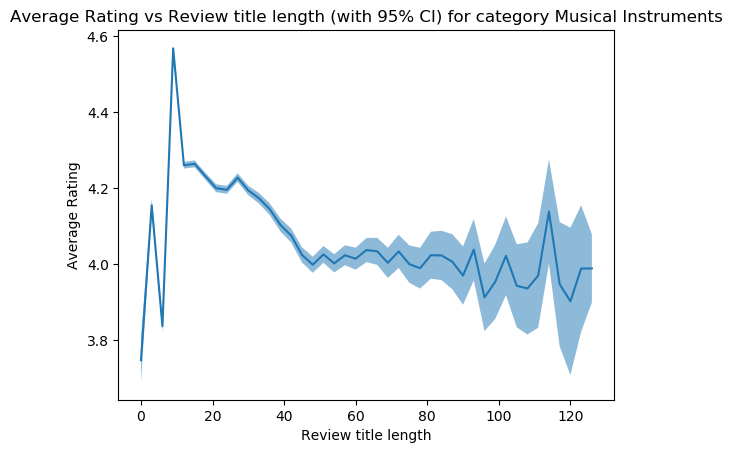 Average Rating vs Review title length (with 95% CI) for category Musical Instruments
4.6
4.4
4.2
4.0
3.8
Average Rating
0 20 40 60 80 100 120
Review title length